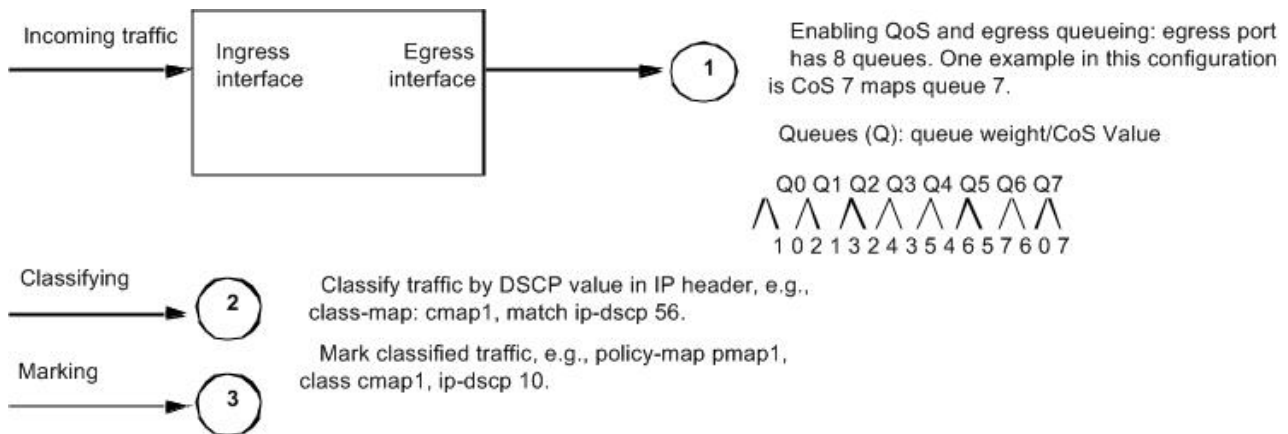 Incoming traffic
Ingress interface
Egress interface
1
Enabling QoS and egress queueing: egress port
has 8 queues. One example in this configuration
is CoS 7 maps queue 7.
Queues (Q): queue weight/CoS Value
Q0 Q1 Q2 Q3 Q4 Q5 Q6 Q7
1 0 2 1 3 2 4 3 5 4 6 5 7 6 0 7
Classifying
2
Classify traffic by DSCP value in IP header, e.g.,
class-map: cmap1, match ip-dscp 56.
Marking
3
Mark classified traffic, e.g., policy-map pmap1,
class cmap1, ip-dscp 10.